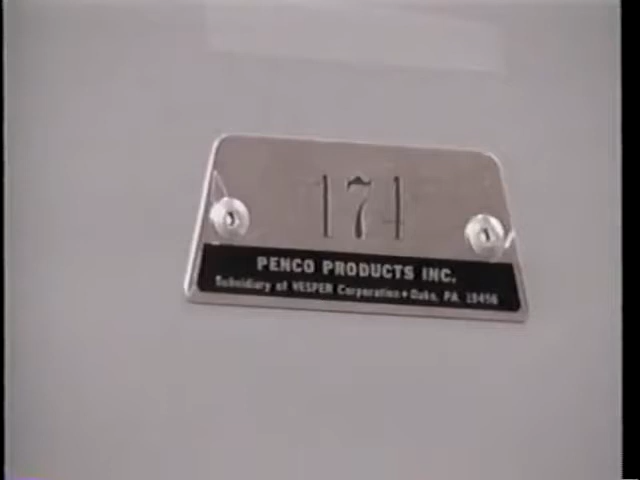 174
PENCO PRODUCTS INC.
Subsidiary of VESPER Corporation • Oaks, PA. 19456